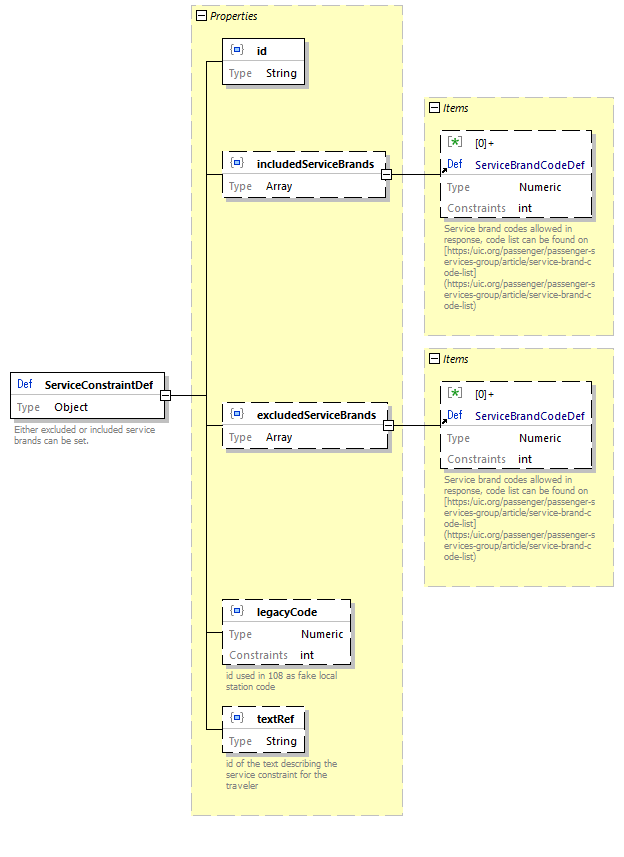 Properties
id
Type String
Items
[0]+
includedServiceBrands
Def ServiceBrandCodeDef
Type Array
Type Numeric
Constraints int
Service brand codes allowed in
response, code list can be found on
[https:/uic.org/passenger/passenger-s
ervices-group/article/service-brand-c
ode-list]
(https:/uic.org/passenger/passenger-s
ervices-group/article/service-brand-c
ode-list)
Items
Def ServiceConstraintDef
Type Object
Either excluded or included service
brands can be set.
[0]+
excludedServiceBrands
Def ServiceBrandCodeDef
Type Array
Type Numeric
Constraints int
Service brand codes allowed in
response, code list can be found on
[https:/uic.org/passenger/passenger-s
ervices-group/article/service-brand-c
ode-list]
(https:/uic.org/passenger/passenger-s
ervices-group/article/service-brand-c
ode-list)
legacyCode
Type Numeric
Constraints int
id used in 108 as fake local
station code
textRef
Type String
id of the text describing the
service constraint for the
traveler